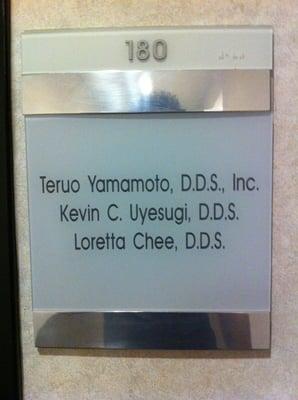 180
Teruo Yamamoto, D.D.S., Inc.
Kevin C. Uyesugi, D.D.S.
Loretta Chee, D.D.S.